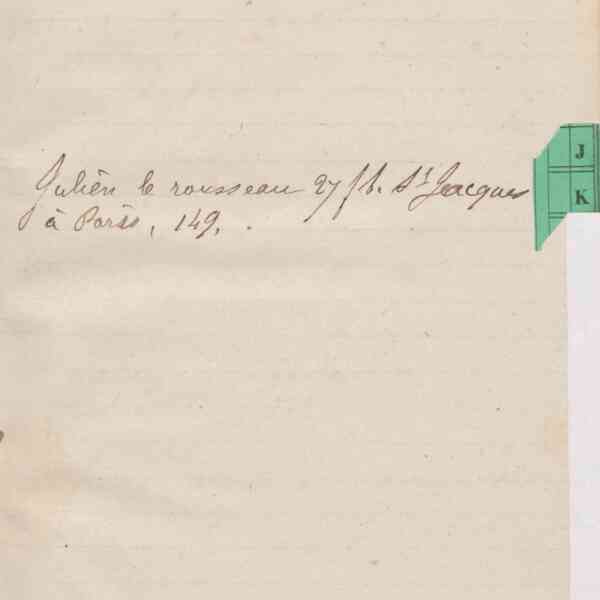 Julien le rousseau 27 fb. St Jacques
à Paris, 149.
J
K